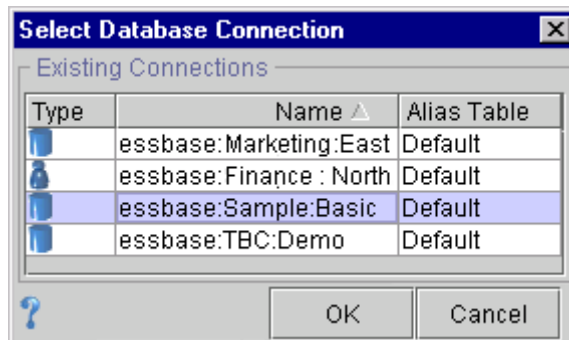 Select Database Connection
Existing Connections
Type Name Alias Table
essbase:Marketing:East Default
essbase:Finance : North Default
essbase:Sample:Basic Default
essbase:TBC:Demo Default
? OK Cancel